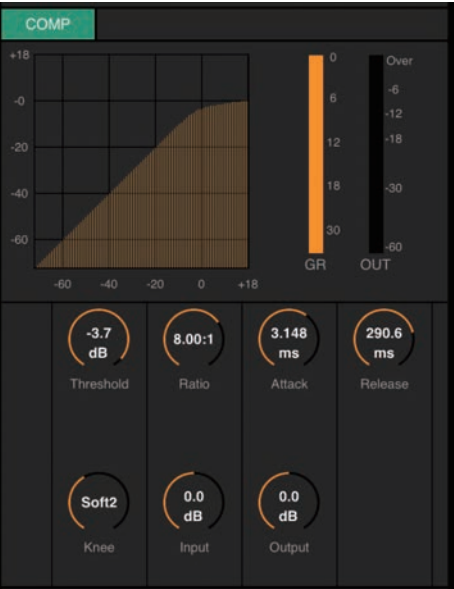 COMP
+18
-0
-20
-40
-60
-60 -40 -20 0 +18
0
6
12
18
30
GR
Over
-6
-12
-18
-30
-60
OUT
-3.7
dB
Threshold
8.00:1
Ratio
3.148
ms
Attack
290.6
ms
Release
Soft2
Knee
0.0
dB
Input
0.0
dB
Output